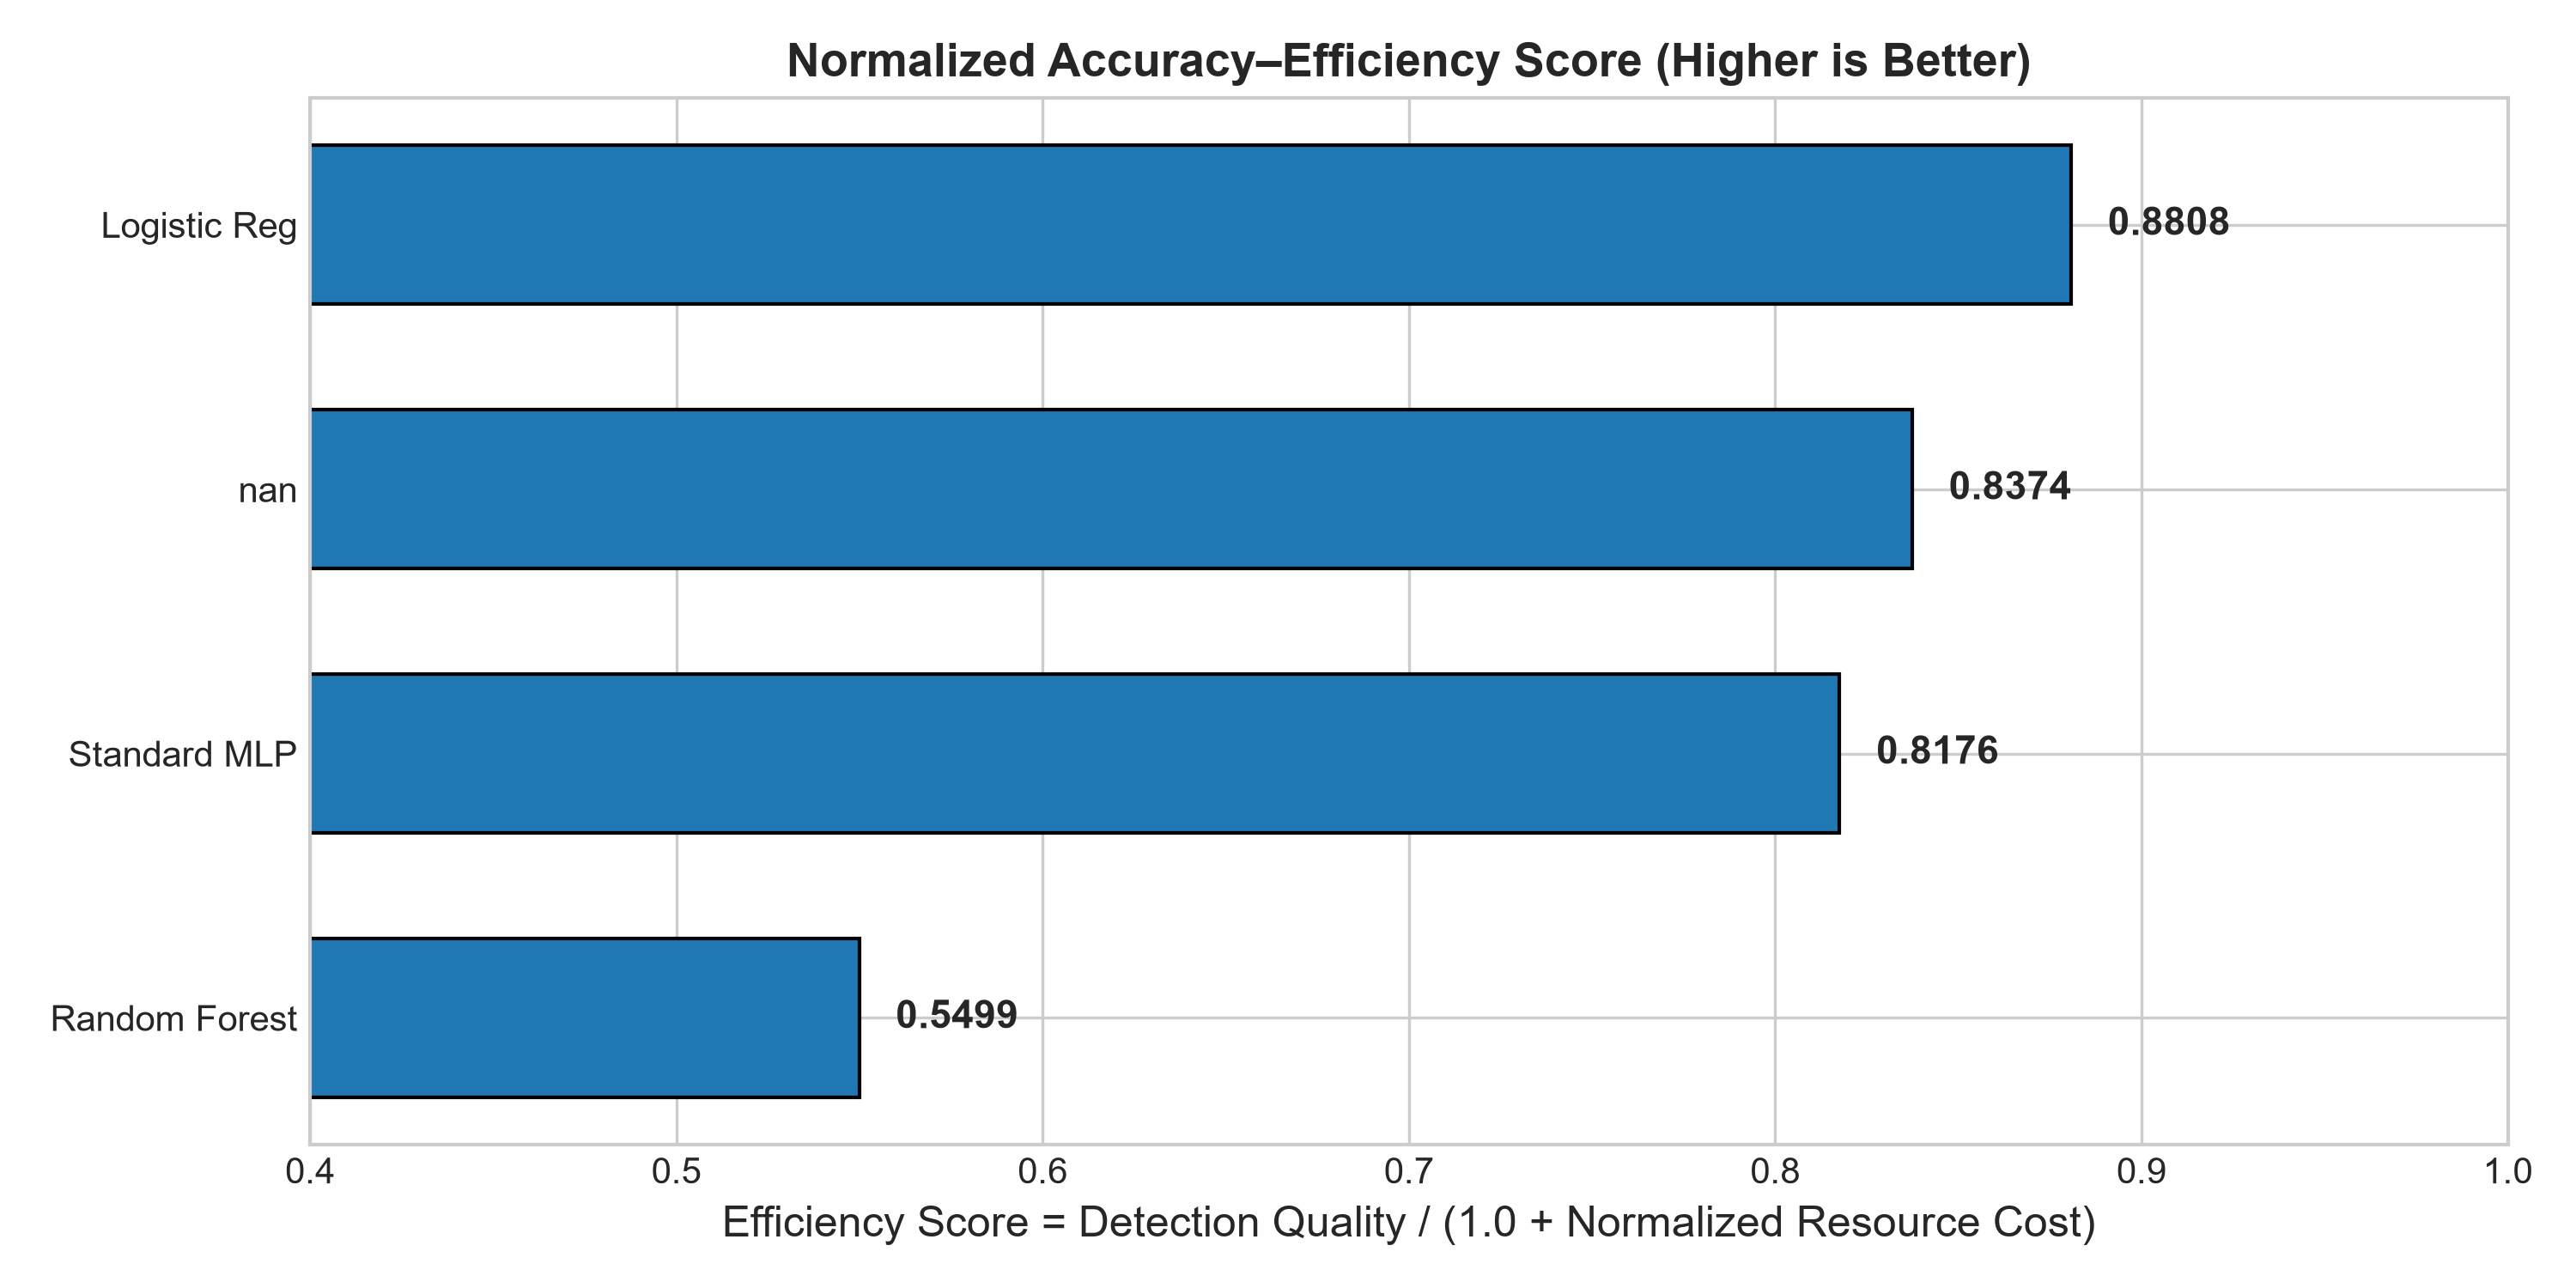 Normalized Accuracy–Efficiency Score (Higher is Better)
Logistic Reg
0.8808
nan
0.8374
Standard MLP
0.8176
Random Forest
0.5499
0.4 0.5 0.6 0.7 0.8 0.9 1.0
Efficiency Score = Detection Quality / (1.0 + Normalized Resource Cost)